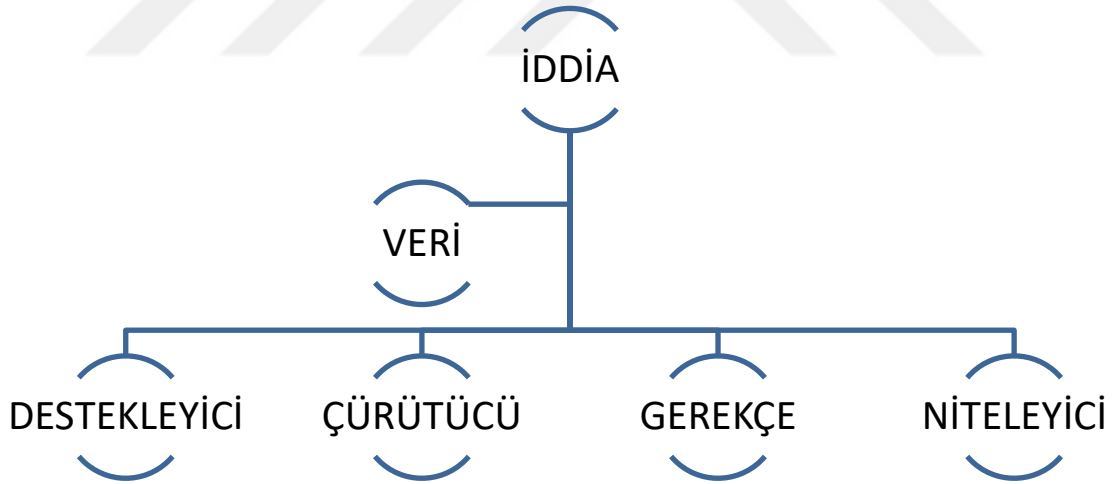 İDDİA
VERİ
DESTEKLEYİCİ
ÇÜRÜTÜCÜ
GEREKÇE
NİTELEYİCİ